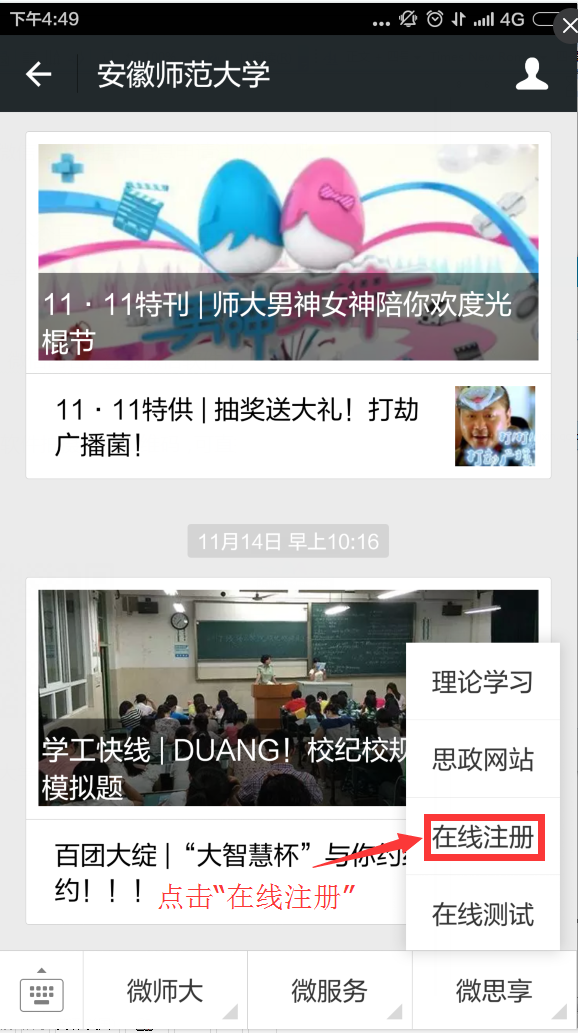 下午4:49
4G
安徽师范大学
11·11特刊 | 师大男神女神陪你欢度光
棍节
11·11特供 | 抽奖送大礼！打劫
广播菌！
11月14日 早上10:16
学工快线 | DUANG！校纪校规
模拟题
百团大绽 | “大智慧杯”与你约
约！！！
点击“在线注册”
理论学习
思政网站
在线注册
在线测试
微师大
微服务
微思享